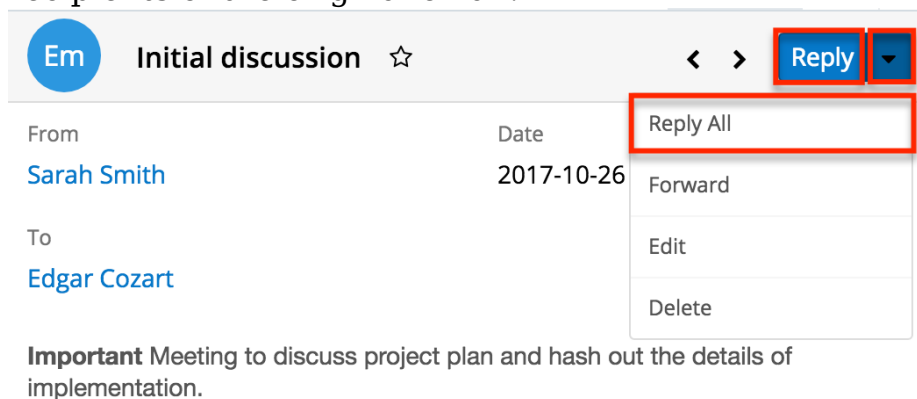 Em Initial discussion Reply
From Date Reply All
Sarah Smith 2017-10-26 Forward
To Edit
Edgar Cozart
Delete
Important Meeting to discuss project plan and hash out the details of
implementation.